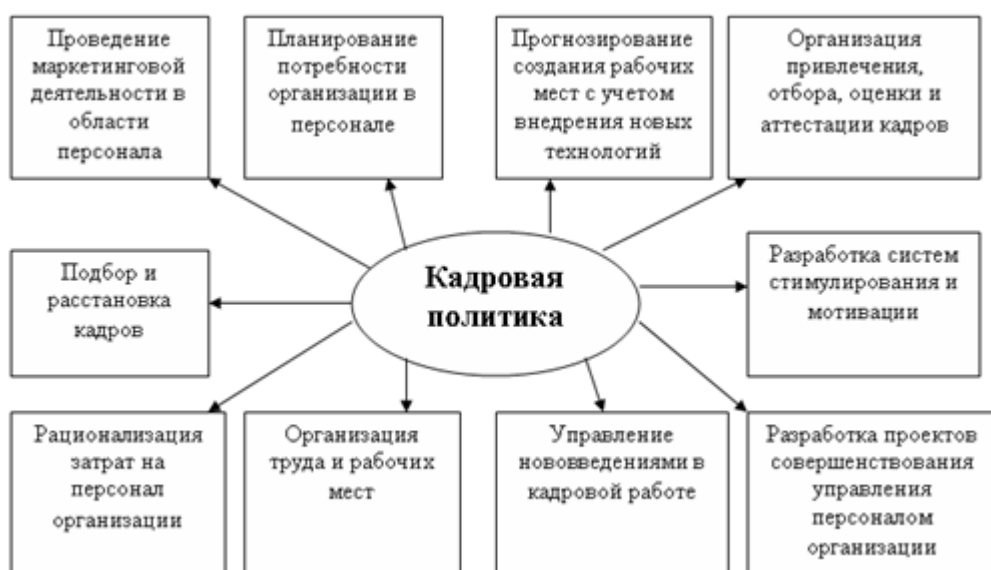 Проведение
маркетинговой
деятельности в
области
персонала
Планирование
потребности
организации в
персонале
Прогнозирование
создания рабочих
мест с учетом
внедрения новых
технологий
Организация
привлечения,
отбора, оценки и
аттестации кадров
Подбор и
расстановка
кадров
Кадровая
политика
Разработка систем
стимулирования и
мотивации
Рационализация
затрат на
персонал
организации
Организация
труда и рабочих
мест
Управление
нововведениями в
кадровой работе
Разработка проектов
совершенствования
управления
персоналом
организации